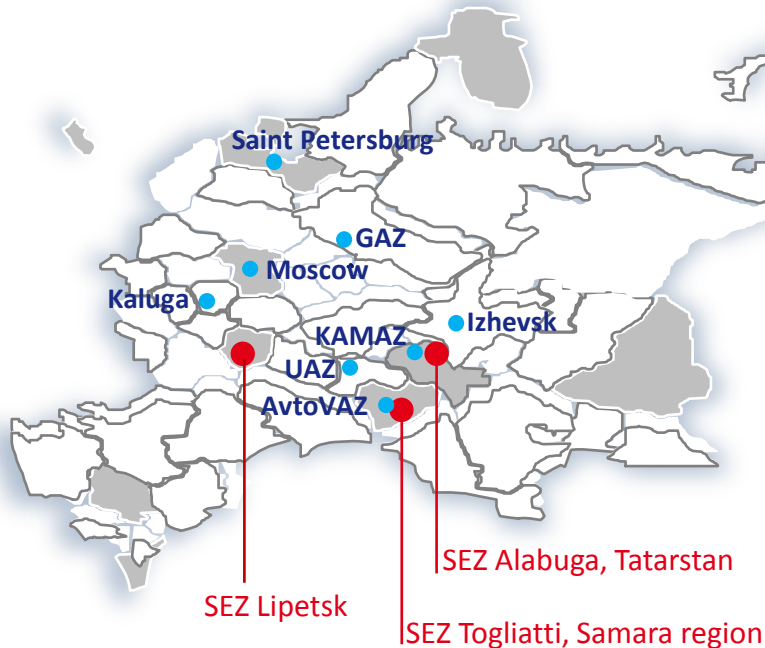 Saint Petersburg
GAZ
Moscow
Kaluga
Izhevsk
KAMAZ
UAZ
AvtoVAZ
SEZ Alabuga, Tatarstan
SEZ Lipetsk
SEZ Togliatti, Samara region